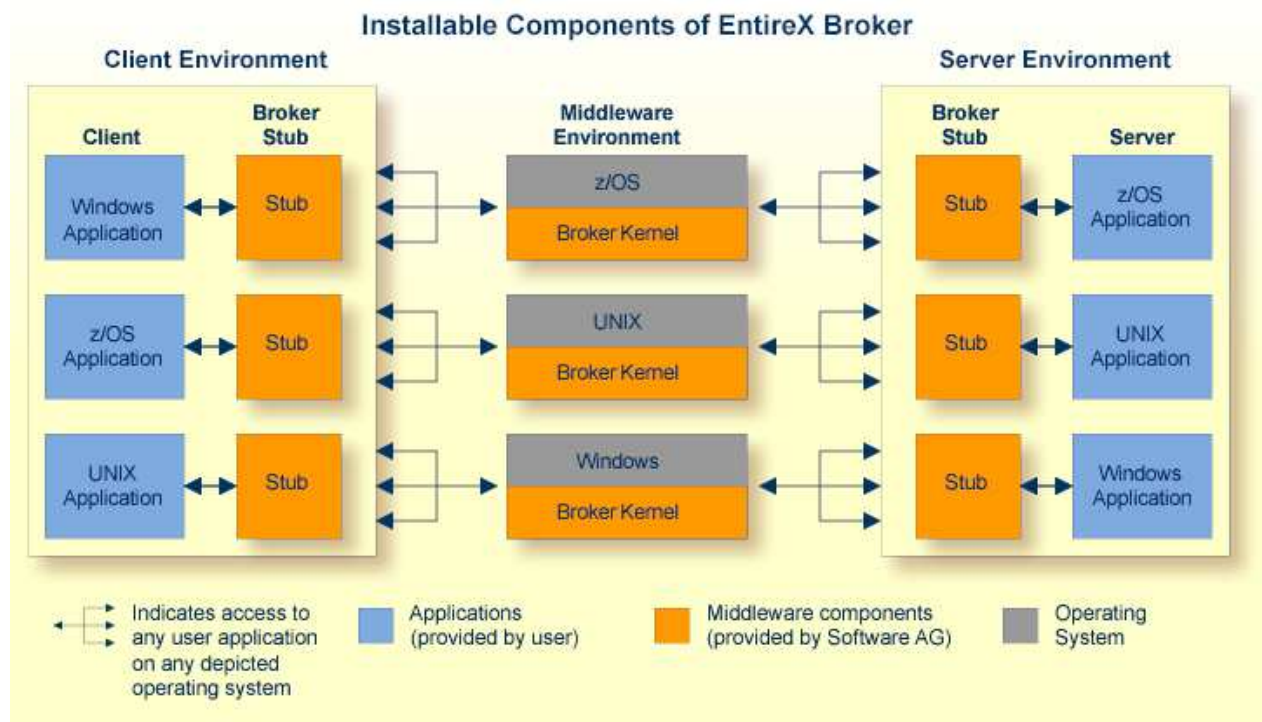 Installable Components of EntireX Broker
Client Environment
Server Environment
Client
Broker
Stub
Middleware
Environment
Broker
Stub
Server
Windows
Application
Stub
z/OS
Broker Kernel
Stub
z/OS
Application
z/OS
Application
Stub
UNIX
Broker Kernel
Stub
UNIX
Application
UNIX
Application
Stub
Windows
Broker Kernel
Stub
Windows
Application
Indicates access to
any user application
on any depicted
operating system
Applications
(provided by user)
Middleware components
(provided by Software AG)
Operating
System